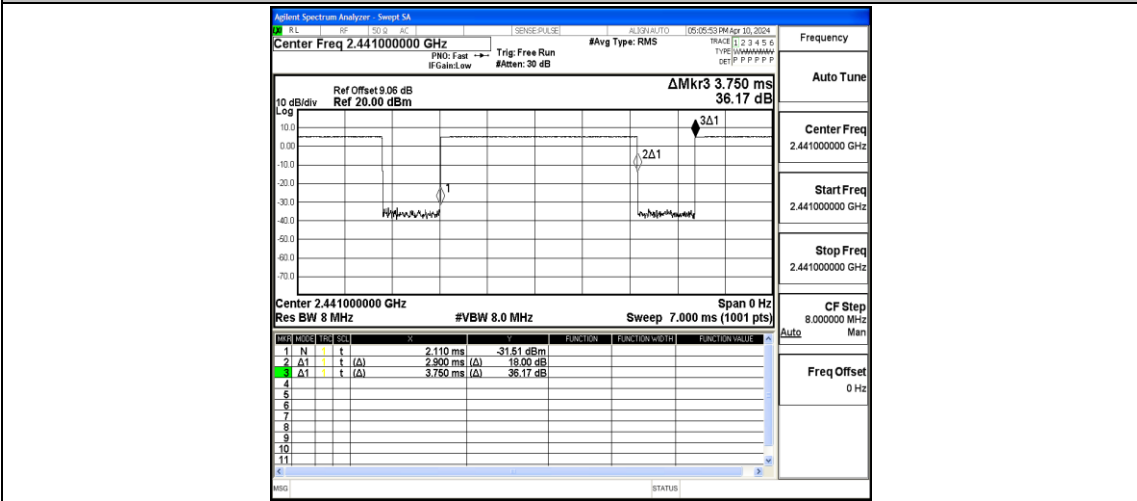 Agilent Spectrum Analyzer - Swept SA
RL RF 50 Ω AC SENSE:PULSE ALIGN AUTO 05:05:53 PM Apr 10, 2024
Center Freq 2.441000000 GHz #Avg Type: RMS TRACE 1 2 3 4 5 6
PNO: Fast Trig: Free Run TYPE WWWWWW
IFGain:Low #Atten: 30 dB DET P P P P P P
ΔMkr3 3.750 ms
36.17 dB
Ref Offset 9.06 dB
10 dB/div Ref 20.00 dBm
Log
10.0
0.00
-10.0
-20.0
-30.0
-40.0
-50.0
-60.0
-70.0
3Δ1
2Δ1
1
Center 2.441000000 GHz Span 0 Hz
Res BW 8 MHz #VBW 8.0 MHz Sweep 7.000 ms (1001 pts)
MKR MODE TRC SCL X Y FUNCTION FUNCTION WIDTH FUNCTION VALUE
1 N 1 t 2.110 ms -31.51 dBm
2 Δ1 1 t (Δ) 2.900 ms (Δ) 18.00 dB
3 Δ1 1 t (Δ) 3.750 ms (Δ) 36.17 dB
4
5
6
7
8
9
10
11
MSG STATUS
Frequency
Auto Tune
Center Freq
2.441000000 GHz
Start Freq
2.441000000 GHz
Stop Freq
2.441000000 GHz
CF Step
8.000000 MHz
Auto Man
Freq Offset
0 Hz